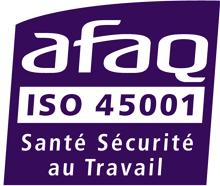 afaq
ISO 45001
Santé Sécurité
au Travail